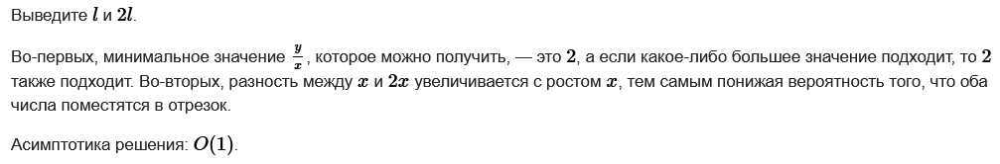 Выведите l и 2l.
Во-первых, минимальное значение y/x, которое можно получить, — это 2, а если какое-либо большее значение подходит, то 2
также подходит. Во-вторых, разность между x и 2x увеличивается с ростом x, тем самым понижая вероятность того, что оба
числа поместятся в отрезок.
Асимптотика решения: O(1).